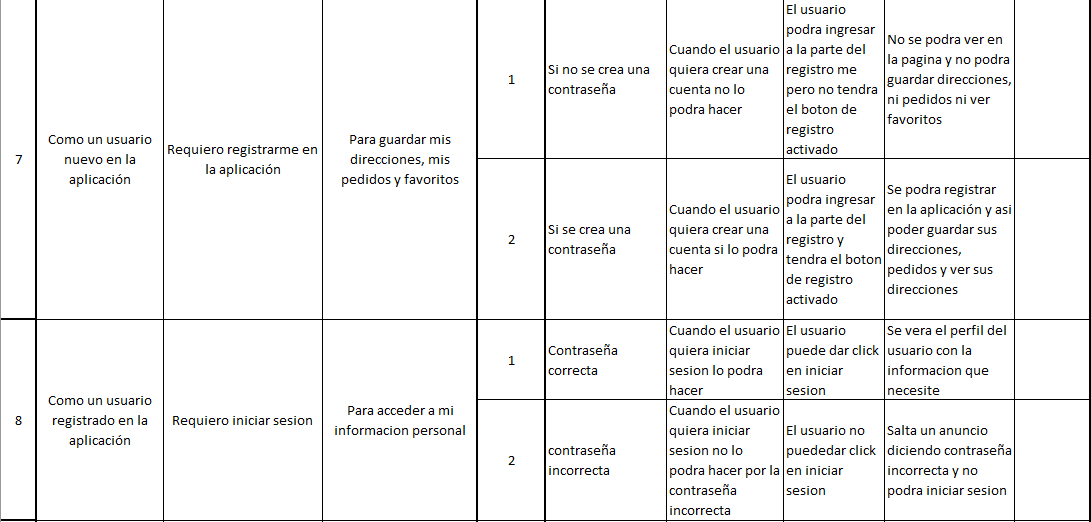 7
Como un usuario
nuevo en la
aplicación
Requiero registrarme en
la aplicación
Para guardar mis
direcciones, mis
pedidos y favoritos
1
Si no se crea una
contraseña
Cuando el usuario
quiera crear una
cuenta no lo
podra hacer
El usuario
podra ingresar
a la parte del
registro me
pero no tendra
el boton de
registro
activado
No se podra ver en
la pagina y no podra
guardar direcciones,
ni pedidos ni ver
favoritos
2
Si se crea una
contraseña
Cuando el usuario
quiera crear una
cuenta si lo podra
hacer
El usuario
podra ingresar
a la parte del
registro y
tendra el boton
de registro
activado
Se podra registrar
en la aplicación y asi
poder guardar sus
direcciones,
pedidos y ver sus
direcciones
8
Como un usuario
registrado en la
aplicación
Requiero iniciar sesion
Para acceder a mi
informacion personal
1
Contraseña
correcta
Cuando el usuario
quiera iniciar
sesion lo podra
hacer
El usuario
puede dar click
en iniciar
sesion
Se vera el perfil del
usuario con la
informacion que
necesite
2
contraseña
incorrecta
Cuando el usuario
quiera iniciar
sesion no lo
podra hacer por la
contraseña
incorrecta
El usuario no
puededar click
en iniciar
sesion
Salta un anuncio
diciendo contraseña
incorrecta y no
podra iniciar sesion